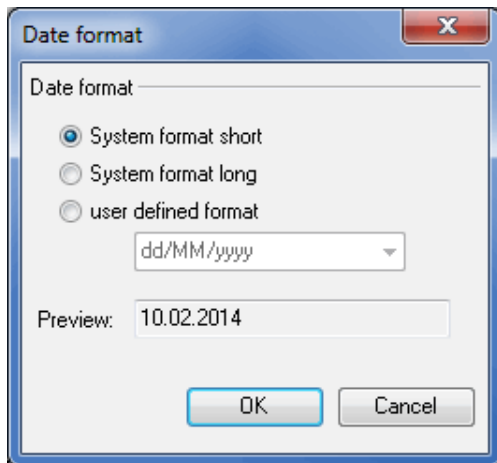 Date format
Date format
System format short
System format long
user defined format
dd/MM/yyyy
Preview: 10.02.2014
OK Cancel